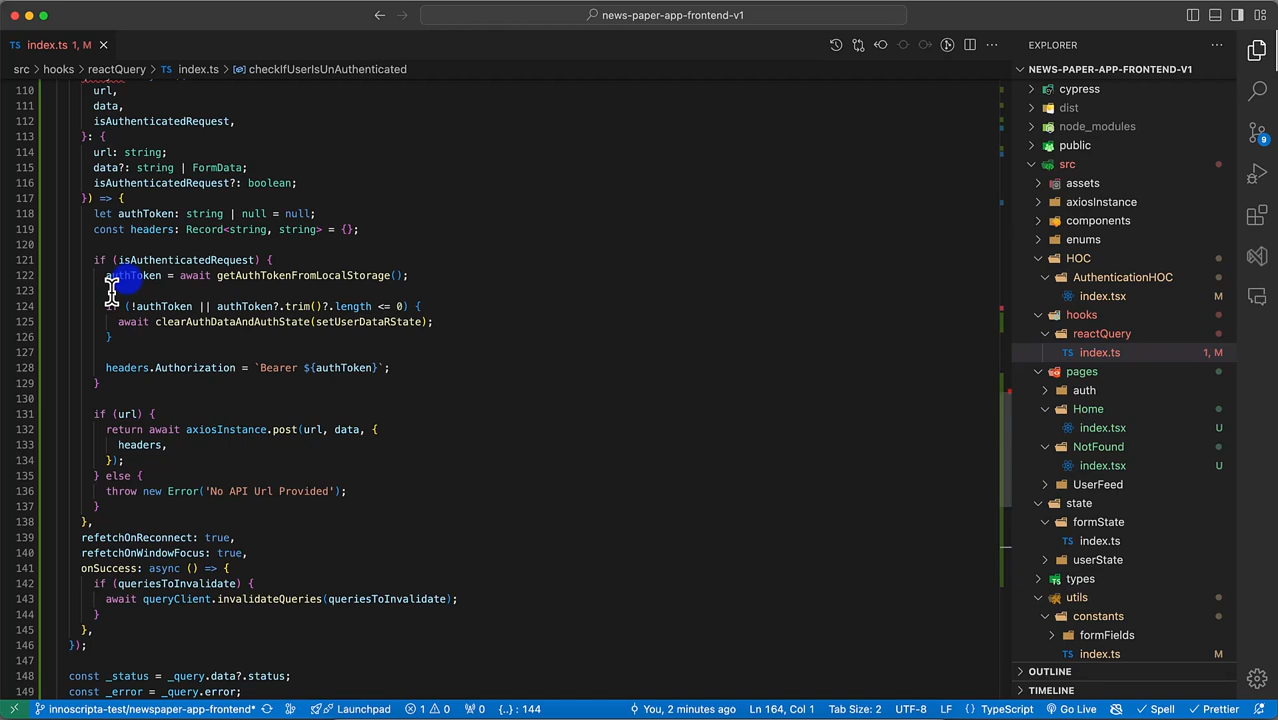 news-paper-app-frontend-v1
index.ts 1, M
EXPLORER
src > hooks > reactQuery > index.ts > checkIfUserIsUnAuthenticated
110 url,
111 data,
112 isAuthenticatedRequest,
113 }: {
114 url: string;
115 data?: string | FormData;
116 isAuthenticatedRequest?: boolean;
117 }) => {
118 let authToken: string | null = null;
119 const headers: Record<string, string> = {};
120
121 if (isAuthenticatedRequest) {
122 authToken = await getAuthTokenFromLocalStorage();
123
124 if (!authToken || authToken?.trim()?.length <= 0) {
125 await clearAuthDataAndAuthState(setUserDataRState);
126 }
127
128 headers.Authorization = `Bearer ${authToken}`;
129 }
130
131 if (url) {
132 return await axiosInstance.post(url, data, {
133 headers,
134 });
135 } else {
136 throw new Error('No API Url Provided');
137 }
138 },
139 refetchOnReconnect: true,
140 refetchOnWindowFocus: true,
141 onSuccess: async () => {
142 if (queriesToInvalidate) {
143 await queryClient.invalidateQueries(queriesToInvalidate);
144 }
145 },
146 });
147
148 const _status = _query.data?.status;
149 const _error = _query.error;
NEWS-PAPER-APP-FRONTEND-V1
cypress
dist
node_modules
public
src
assets
axiosInstance
components
enums
HOC
AuthenticationHOC
index.tsx M
hooks
reactQuery
index.ts 1, M
pages
auth
Home
index.tsx U
NotFound
index.tsx U
UserFeed
state
formState
index.ts
userState
types
utils
constants
formFields
index.ts M
OUTLINE
TIMELINE
9
innoscripta-test/newspaper-app-frontend* Launchpad 1 0 0 {..} : 144 You, 2 minutes ago Ln 164, Col 1 Tab Size: 2 UTF-8 LF TypeScript Go Live Spell Prettier